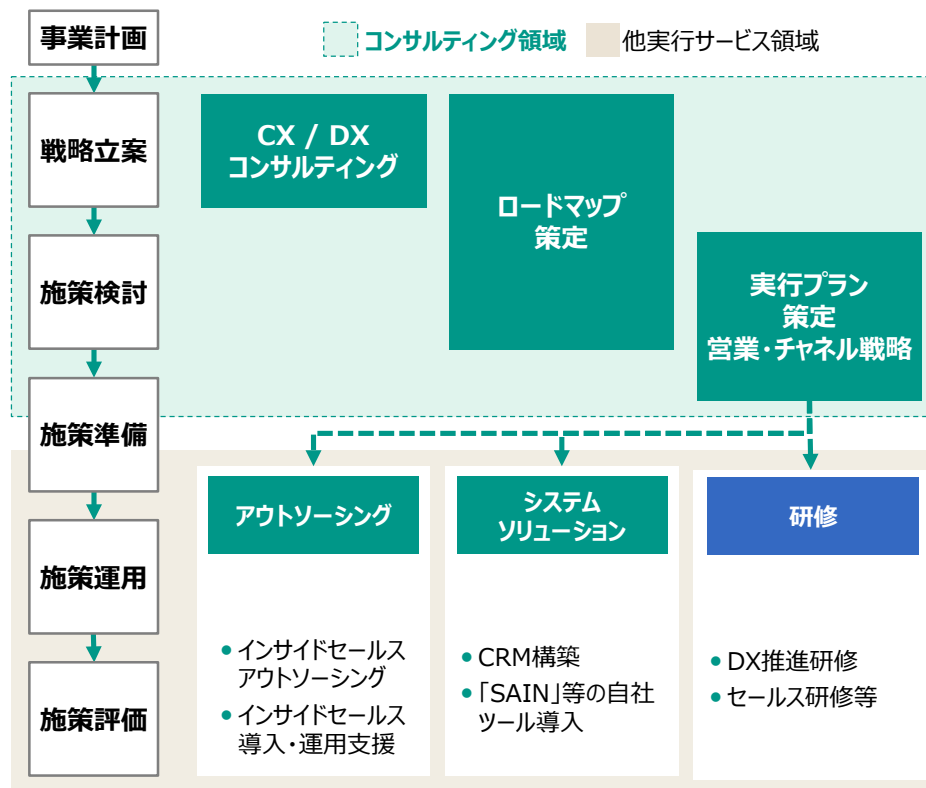 事業計画
コンサルティング領域
他実行サービス領域
戦略立案
施策検討
施策準備
施策運用
施策評価
CX / DX
コンサルティング
ロードマップ
策定
実行プラン
策定
営業・チャネル戦略
アウトソーシング
• インサイドセールス
アウトソーシング
• インサイドセールス
導入・運用支援
システム
ソリューション
• CRM構築
• 「SAIN」等の自社
ツール導入
研修
• DX推進研修
• セールス研修等